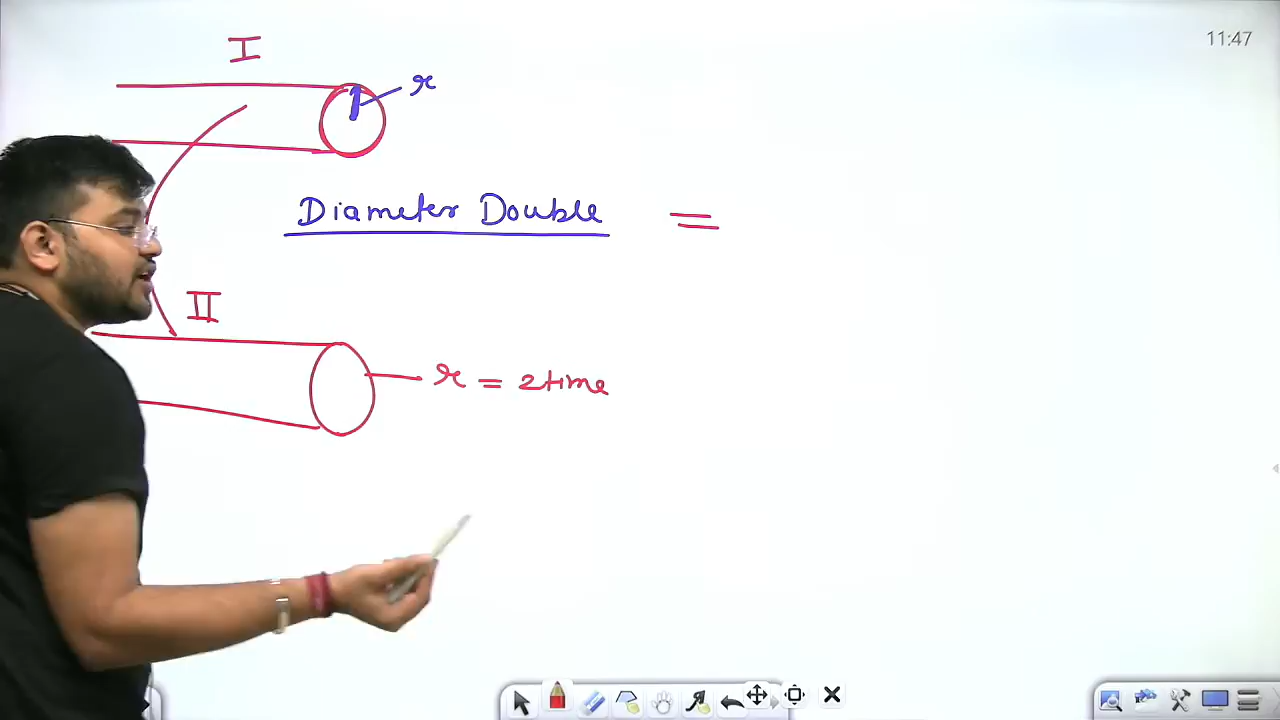 I
11:47
r
Diameter Double =
II
r = 2time